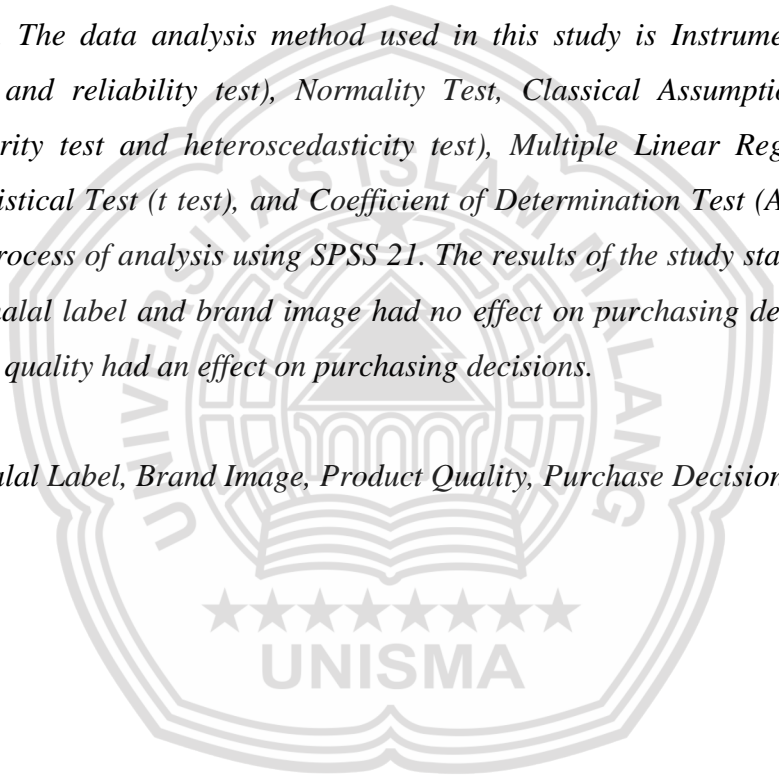 The data analysis method used in this study is Instrume
and reliability test), Normality Test, Classical Assumptio
rity test and heteroscedasticity test), Multiple Linear Reg
istical Test (t test), and Coefficient of Determination Test (A
rocess of analysis using SPSS 21. The results of the study sta
alal label and brand image had no effect on purchasing de
quality had an effect on purchasing decisions.
lal Label, Brand Image, Product Quality, Purchase Decision
UNIVERSITAS ISLAM MALANG
UNISMA